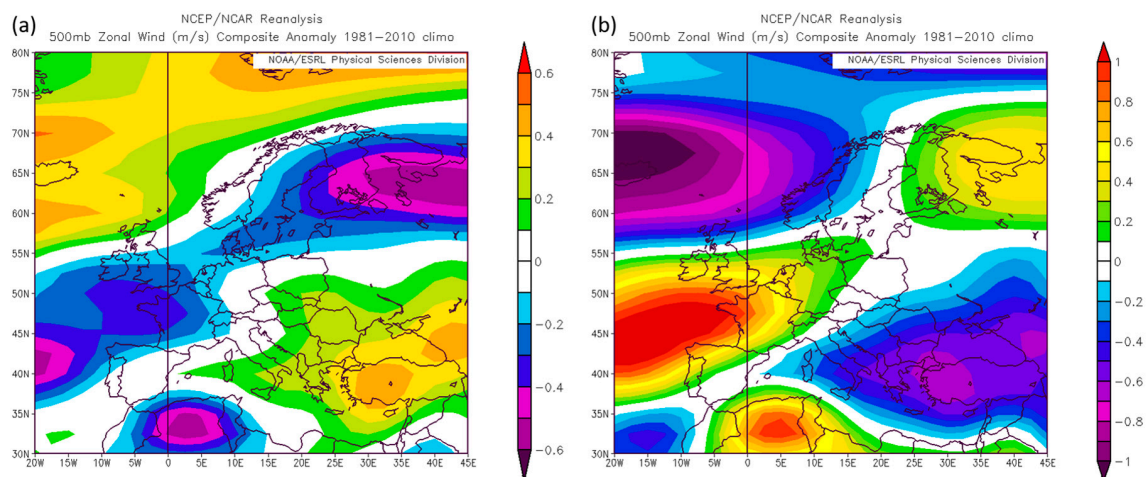 (a)
NCEP/NCAR Reanalysis
500mb Zonal Wind (m/s) Composite Anomaly 1981-2010 climo
NOAA/ESRL Physical Sciences Division
80N
75N
70N
65N
60N
55N
50N
45N
40N
35N
30N
20W 15W 10W 5W 0 5E 10E 15E 20E 25E 30E 35E 40E 45E
0.6
0.4
0.2
0
-0.2
-0.4
-0.6
(b)
NCEP/NCAR Reanalysis
500mb Zonal Wind (m/s) Composite Anomaly 1981-2010 climo
NOAA/ESRL Physical Sciences Division
80N
75N
70N
65N
60N
55N
50N
45N
40N
35N
30N
20W 15W 10W 5W 0 5E 10E 15E 20E 25E 30E 35E 40E 45E
1
0.8
0.6
0.4
0.2
0
-0.2
-0.4
-0.6
-0.8
-1